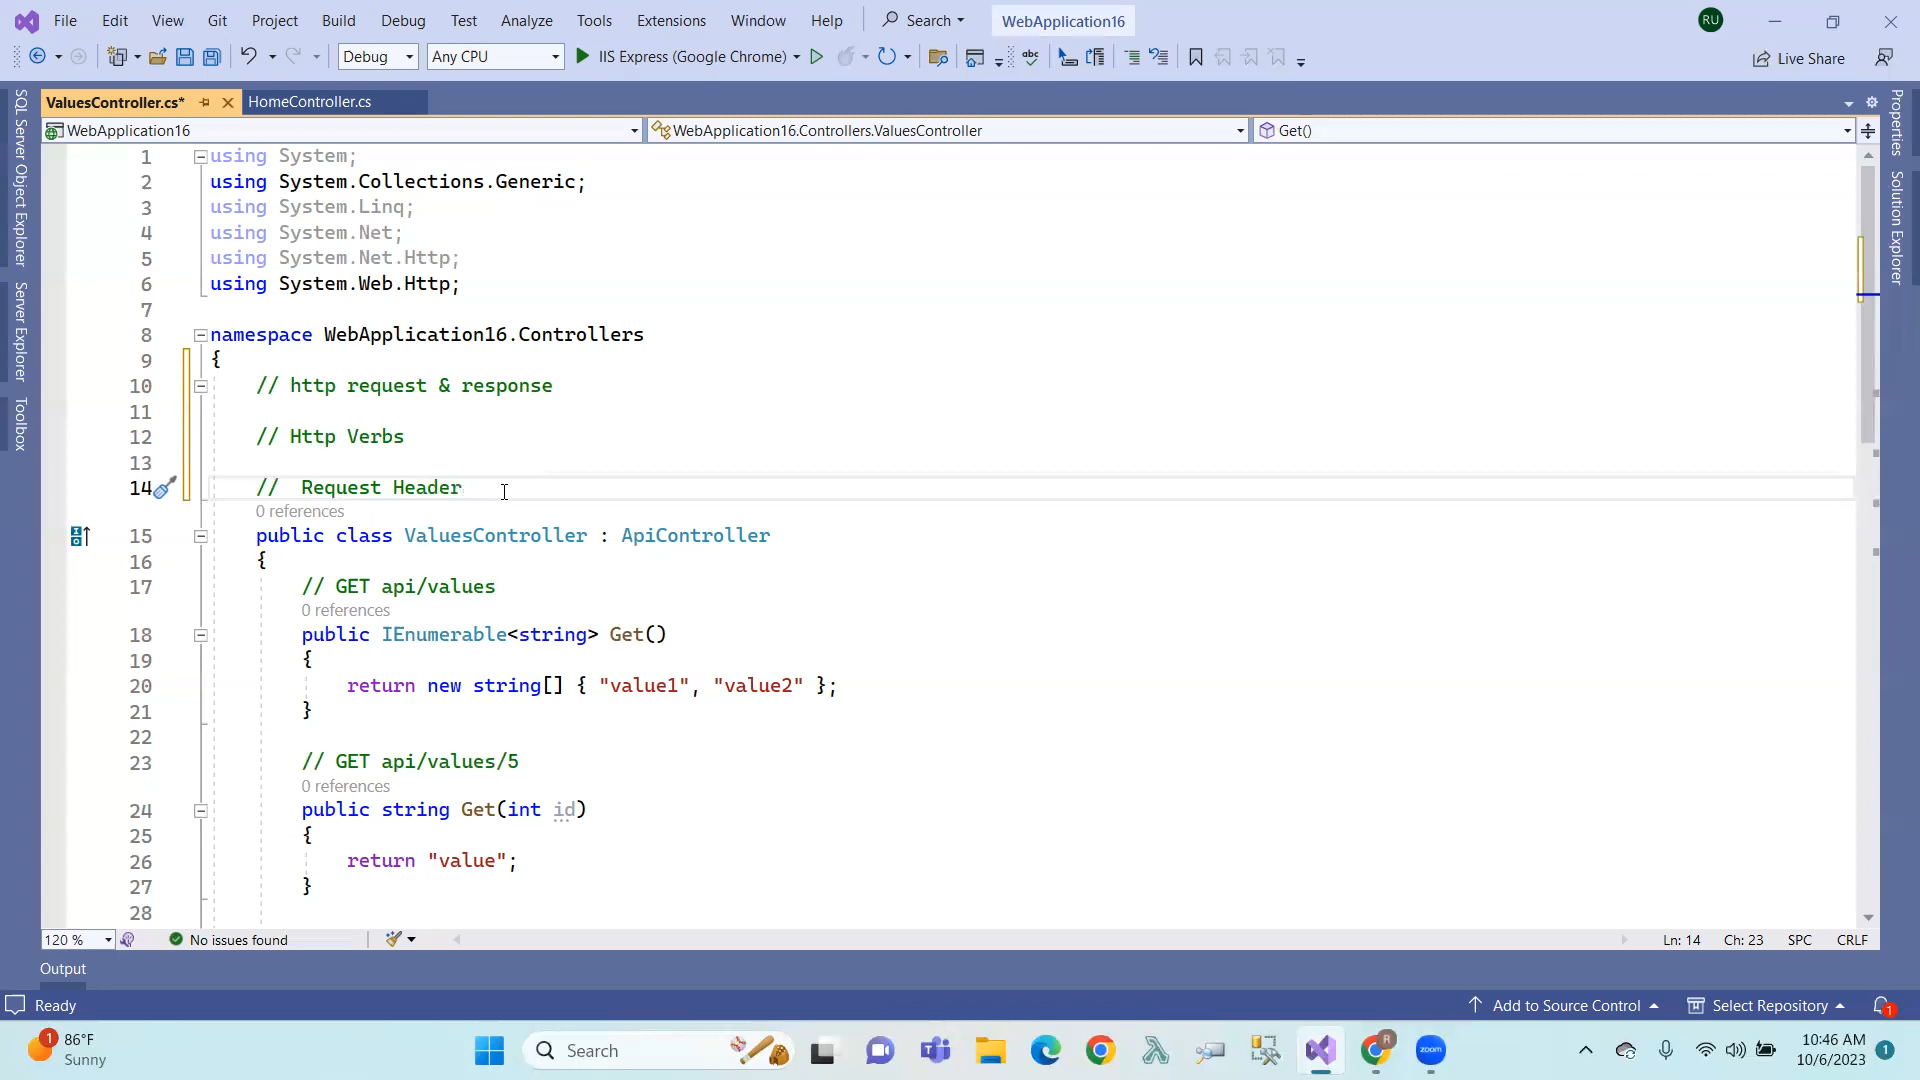 File Edit View Git Project Build Debug Test Analyze Tools Extensions Window Help Search WebApplication16 RU
Debug Any CPU IIS Express (Google Chrome) abc Live Share
ValuesController.cs* HomeController.cs
WebApplication16 WebApplication16.Controllers.ValuesController Get()
SQL Server Object Explorer
Server Explorer
Toolbox
Properties
Solution Explorer
1 using System;
2 using System.Collections.Generic;
3 using System.Linq;
4 using System.Net;
5 using System.Net.Http;
6 using System.Web.Http;
7
8 namespace WebApplication16.Controllers
9 {
10 // http request & response
11
12 // Http Verbs
13
14 //  Request Header
0 references
15 public class ValuesController : ApiController
16 {
17 // GET api/values
0 references
18 public IEnumerable<string> Get()
19 {
20 return new string[] { "value1", "value2" };
21 }
22
23 // GET api/values/5
0 references
24 public string Get(int id)
25 {
26 return "value";
27 }
28
120 % No issues found Ln: 14 Ch: 23 SPC CRLF
Output
Ready Add to Source Control Select Repository 1
1 86°F
Sunny
Search
zoom
R
10:46 AM
10/6/2023
1